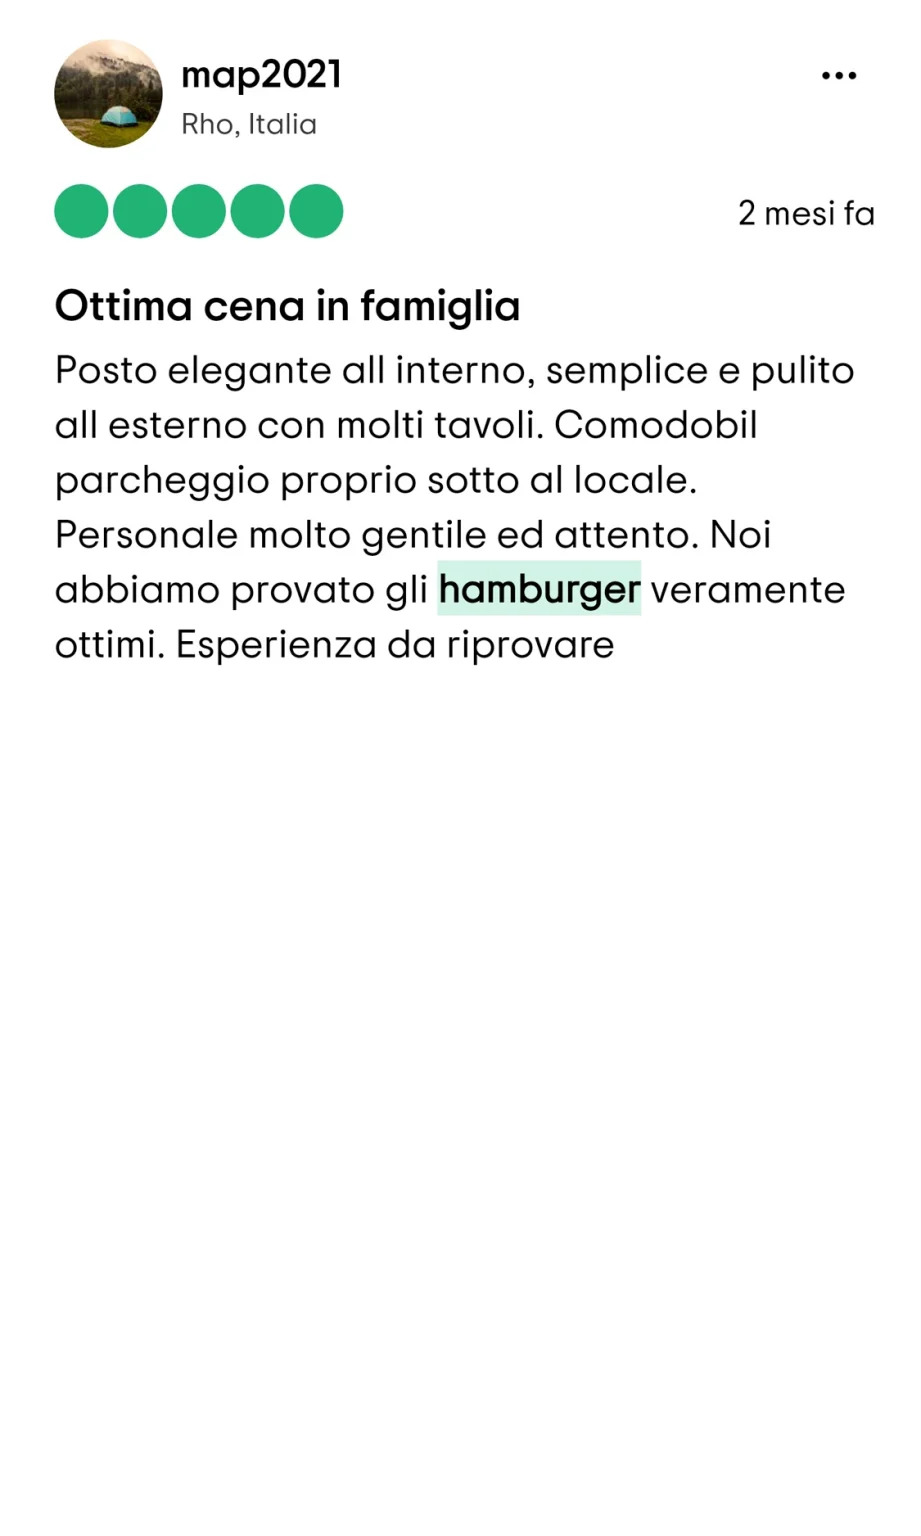 map2021
Rho, Italia
2 mesi fa
Ottima cena in famiglia
Posto elegante all interno, semplice e pulito
all esterno con molti tavoli. Comodobil
parcheggio proprio sotto al locale.
Personale molto gentile ed attento. Noi
abbiamo provato gli hamburger veramente
ottimi. Esperienza da riprovare